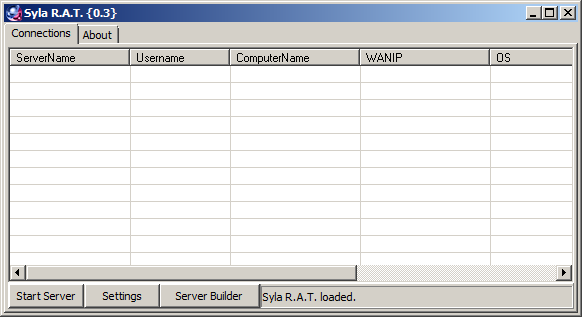 Syla R.A.T. {0.3}
Connections About
ServerName Username ComputerName WANIP OS
Start Server Settings Server Builder Syla R.A.T. loaded.